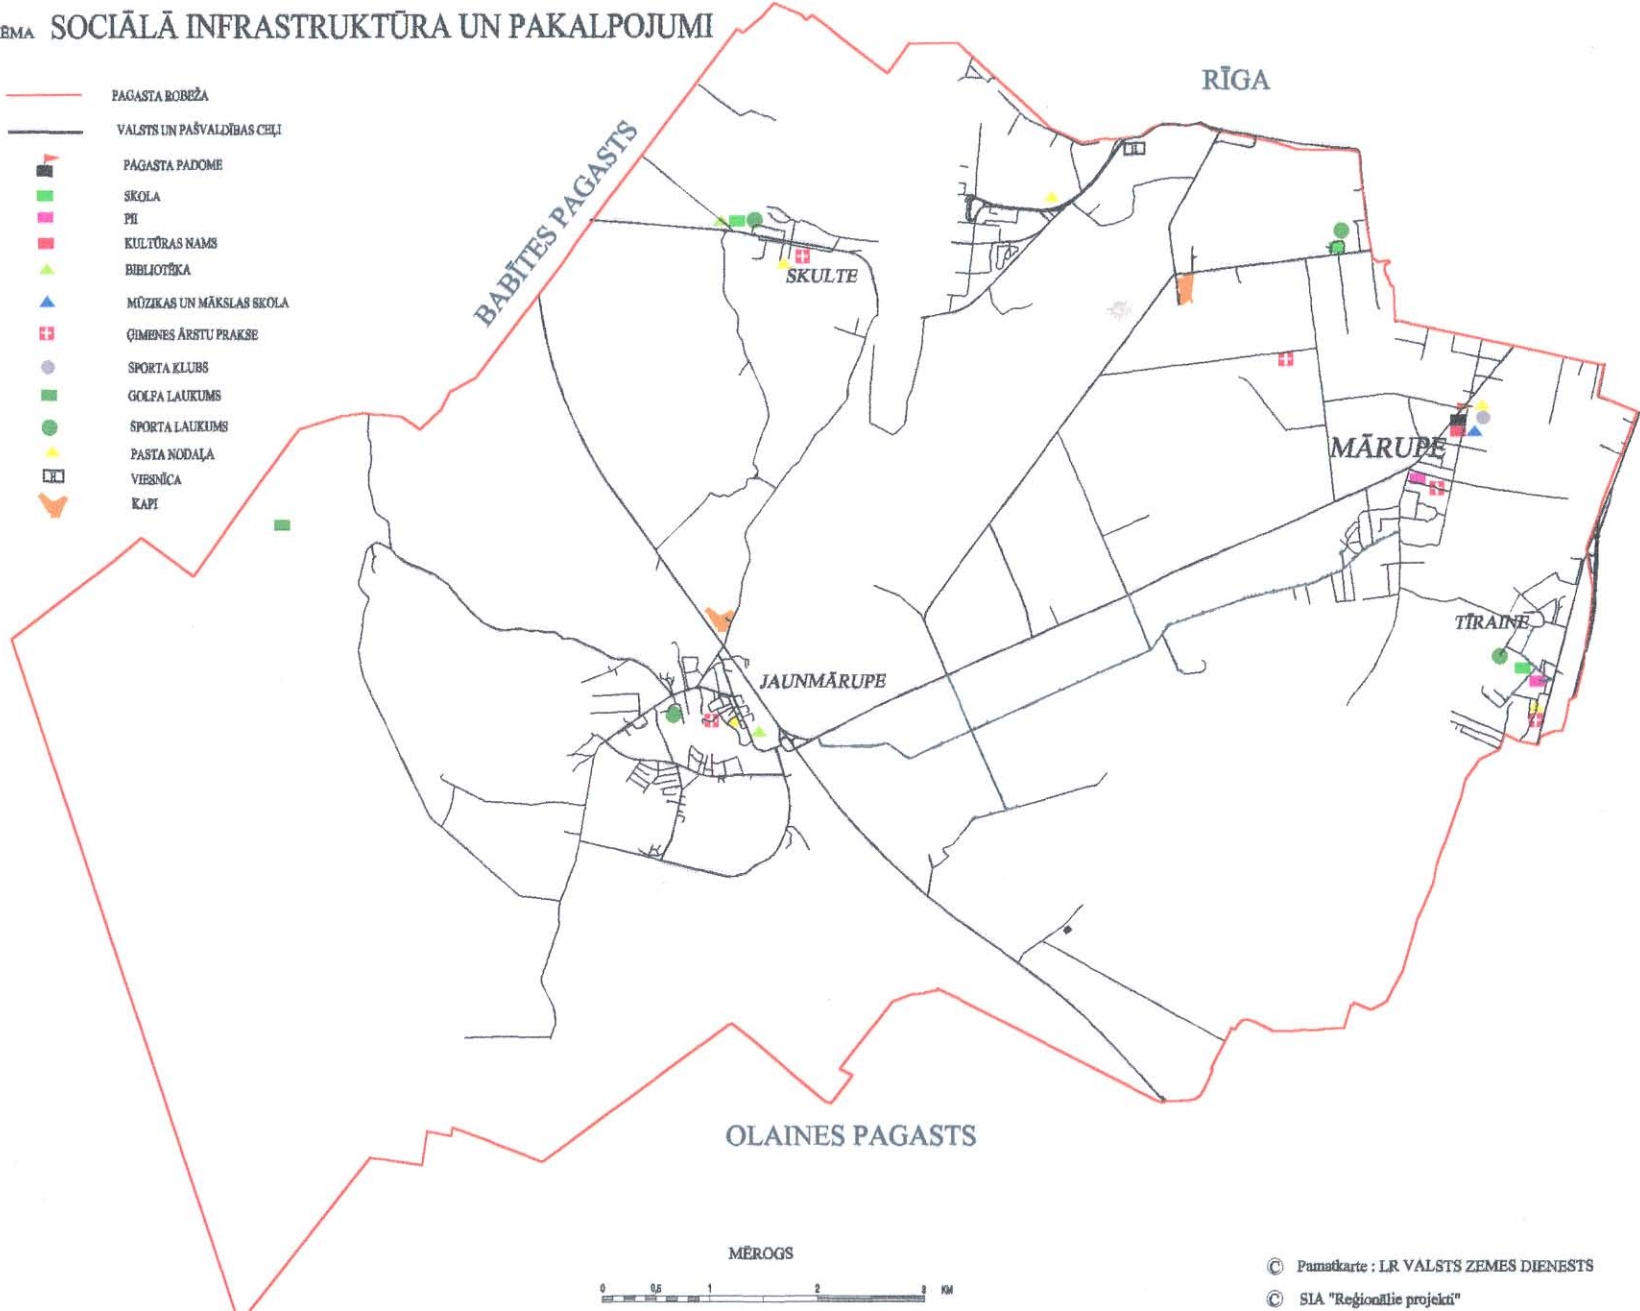 ĒMA SOCIĀLĀ INFRASTRUKTŪRA UN PAKALPOJUMI
PAGASTA ROBEŽA
VALSTS UN PAŠVALDĪBAS CEĻI
PAGASTA PADOME
SKOLA
PII
KULTŪRAS NAMS
BIBLIOTĒKA
MŪZIKAS UN MĀKSLAS SKOLA
ĢIMENES ĀRSTU PRAKSE
SPORTA KLUBS
GOLFA LAUKUMS
SPORTA LAUKUMS
PASTA NODAĻA
VIESNĪCA
KAPI
RĪGA
BABĪTES PAGASTS
SKULTE
MĀRUPE
TĪRAINE
JAUNMĀRUPE
OLAINES PAGASTS
MĒROGS
0 0,5 1 2 3 KM
© Pamatkarte : LR VALSTS ZEMES DIENESTS
© SIA "Reģionālie projekti"